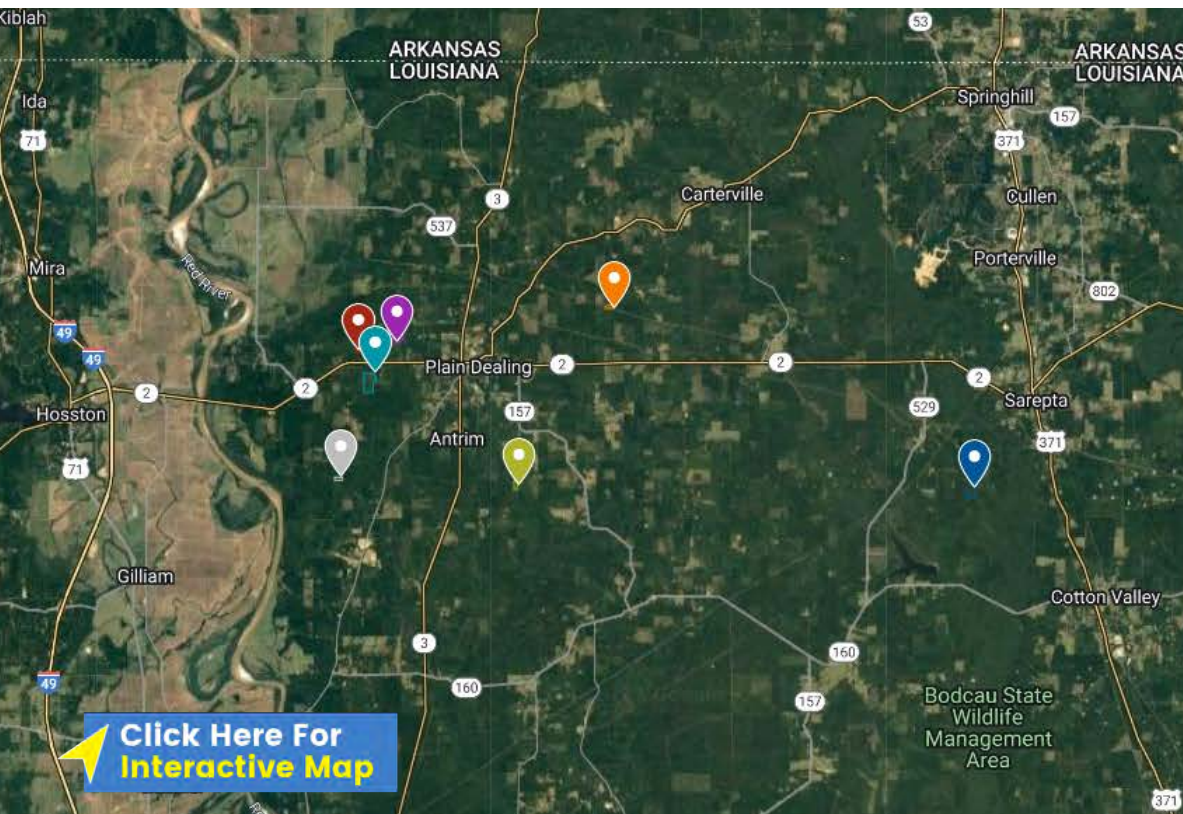 Kiblah
53
ARKANSAS
LOUISIANA
ARKANSAS
LOUISIANA
Ida
Springhill
71
157
371
3
Carterville
Cullen
537
Mira
Red River
Porterville
802
49
49
Plain Dealing
2
2
2
2
2
Hosston
157
529
Sarepta
Antrim
371
71
Gilliam
Cotton Valley
3
160
49
160
157
Bodcau State
Wildlife
Management
Area
Click Here For
Interactive Map
371